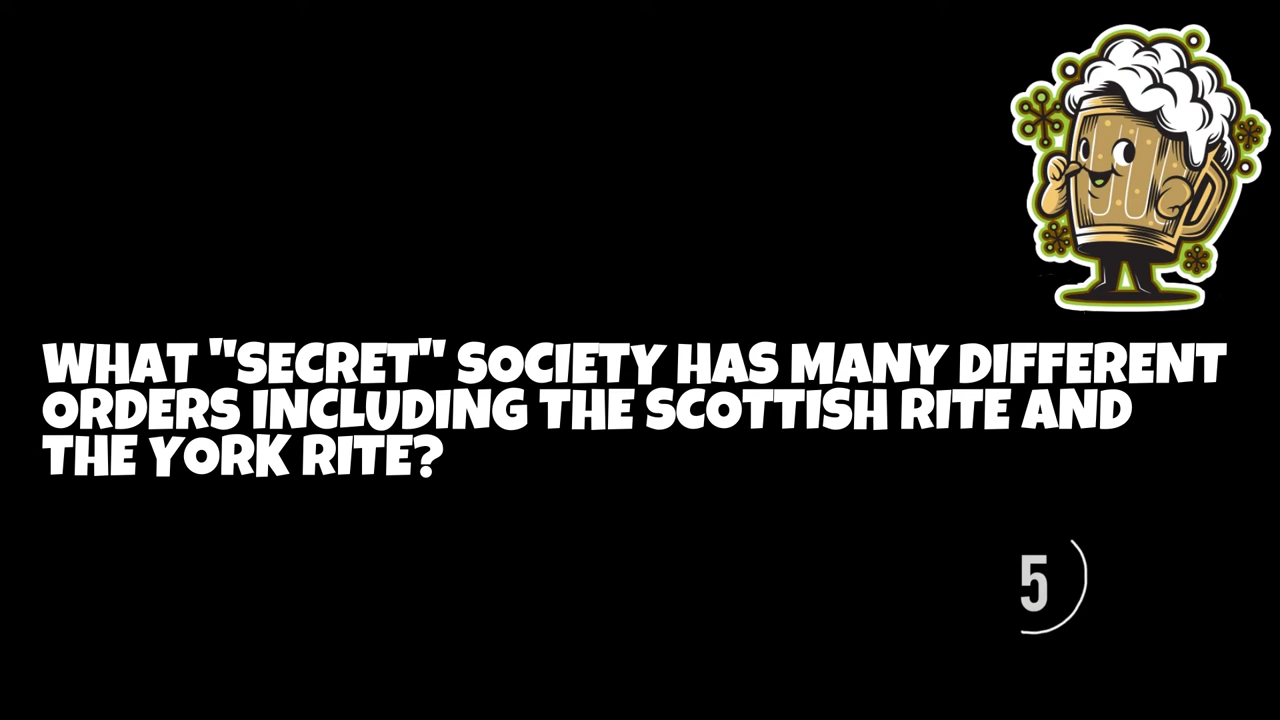 WHAT "SECRET" SOCIETY HAS MANY DIFFERENT
ORDERS INCLUDING THE SCOTTISH RITE AND
THE YORK RITE?
5